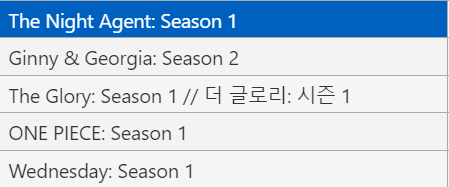 The Night Agent: Season 1
Ginny & Georgia: Season 2
The Glory: Season 1 // 더 글로리: 시즌 1
ONE PIECE: Season 1
Wednesday: Season 1